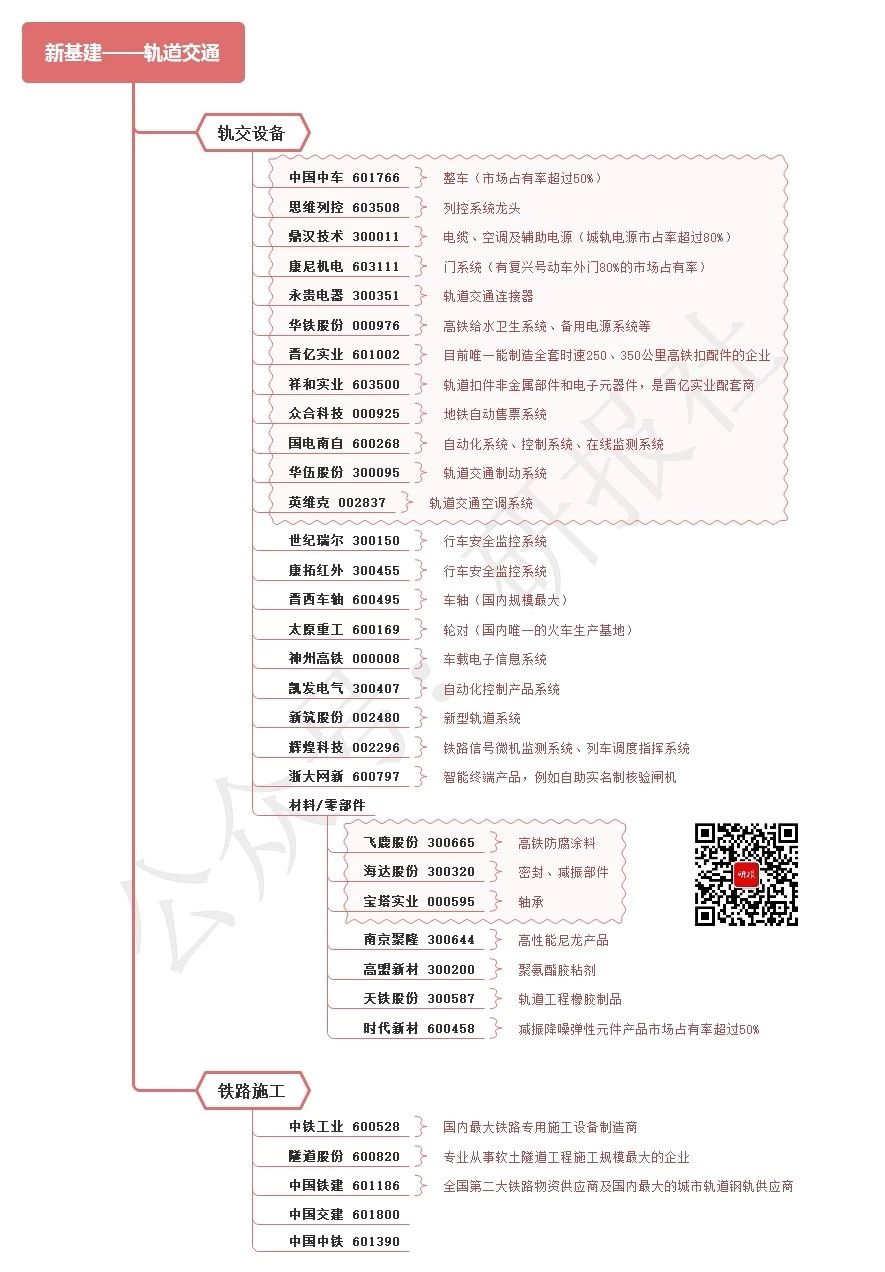 新基建——轨道交通
轨交设备
中国中车 601766 整车（市场占有率超过50%）
思维列控 603508 列控系统龙头
鼎汉技术 300011 电缆、空调及辅助电源（城轨电源市占率超过80%）
康尼机电 603111 门系统（有复兴号动车外门80%的市场占有率）
永贵电器 300351 轨道交通连接器
华铁股份 000976 高铁给水卫生系统、备用电源系统等
晋亿实业 601002 目前唯一能制造全套时速250、350公里高铁扣配件的企业
祥和实业 603500 轨道扣件非金属部件和电子元器件，是晋亿实业配套商
众合科技 000925 地铁自动售票系统
国电南自 600268 自动化系统、控制系统、在线监测系统
华伍股份 300095 轨道交通制动系统
英维克 002837 轨道交通空调系统
世纪瑞尔 300150 行车安全监控系统
康拓红外 300455 行车安全监控系统
晋西车轴 600495 车轴（国内规模最大）
太原重工 600169 轮对（国内唯一的火车生产基地）
神州高铁 000008 车载电子信息系统
凯发电气 300407 自动化控制产品系统
新筑股份 002480 新型轨道系统
辉煌科技 002296 铁路信号微机监测系统、列车调度指挥系统
浙大网新 600797 智能终端产品，例如自助实名制核验闸机
材料/零部件
飞鹿股份 300665 高铁防腐涂料
海达股份 300320 密封、减振部件
宝塔实业 000595 轴承
南京聚隆 300644 高性能尼龙产品
高盟新材 300200 聚氨酯胶粘剂
天铁股份 300587 轨道工程橡胶制品
时代新材 600458 减振降噪弹性元件产品市场占有率超过50%
铁路施工
中铁工业 600528 国内最大铁路专用施工设备制造商
隧道股份 600820 专业从事软土隧道工程施工规模最大的企业
中国铁建 601186 全国第二大铁路物资供应商及国内最大的城市轨道钢轨供应商
中国交建 601800
中国中铁 601390
公众号：研报社
研报